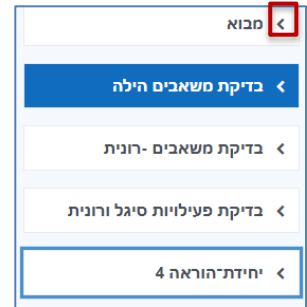 מבוא
בדיקת משאבים הילה
בדיקת משאבים -רונית
בדיקת פעילויות סיגל ורונית
יחידת־הוראה 4